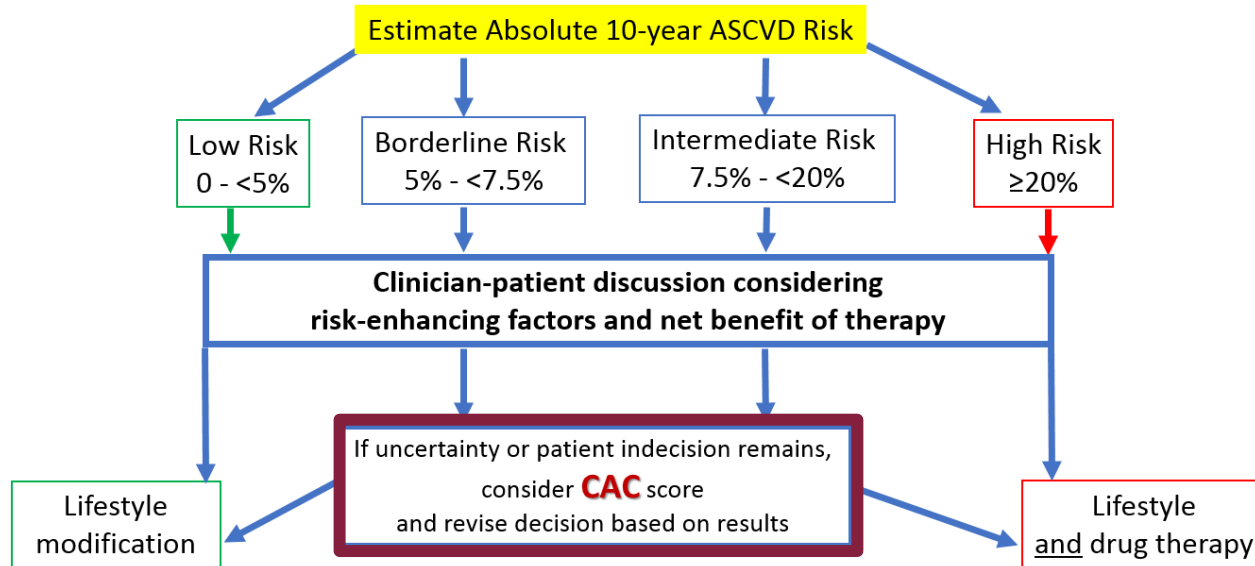 Estimate Absolute 10-year ASCVD Risk
Low Risk
0 - <5%
Borderline Risk
5% - <7.5%
Intermediate Risk
7.5% - <20%
High Risk
≥20%
Clinician-patient discussion considering
risk-enhancing factors and net benefit of therapy
If uncertainty or patient indecision remains,
consider CAC score
and revise decision based on results
Lifestyle
modification
Lifestyle
and drug therapy